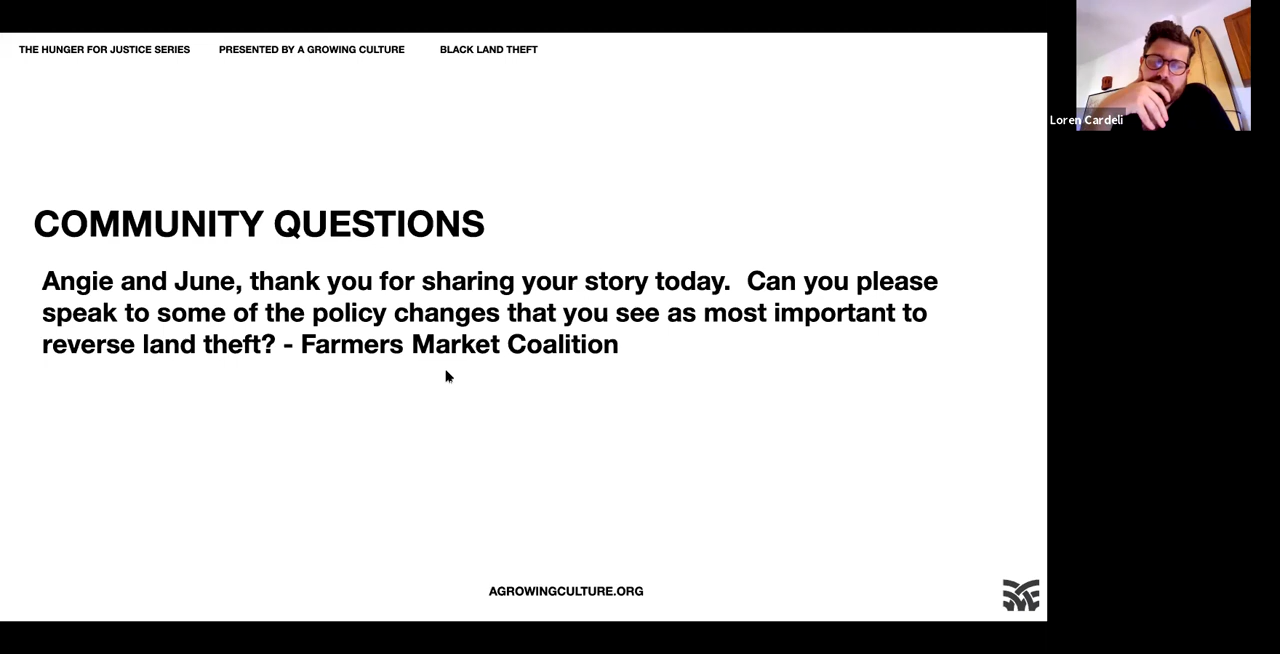 THE HUNGER FOR JUSTICE SERIES PRESENTED BY A GROWING CULTURE BLACK LAND THEFT
Loren Cardeli
COMMUNITY QUESTIONS
Angie and June, thank you for sharing your story today. Can you please
speak to some of the policy changes that you see as most important to
reverse land theft? - Farmers Market Coalition
AGROWINGCULTURE.ORG